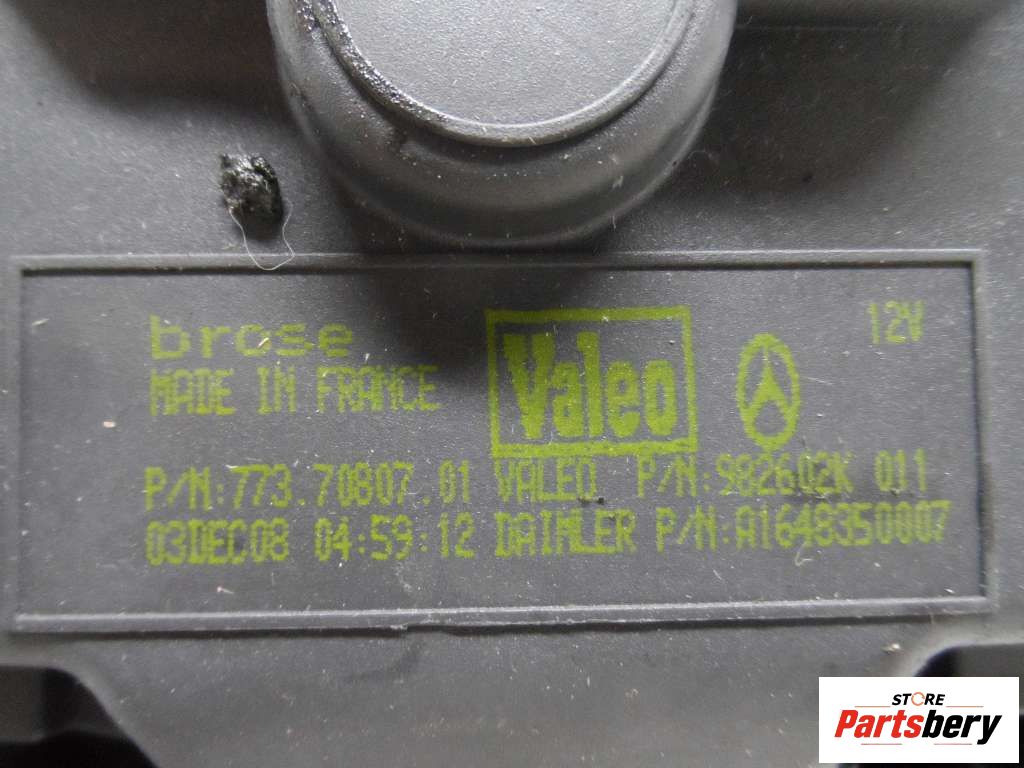 brose
MADE IN FRANCE
Valeo
12V
P/N:773.70807.01 VALEO P/N:982602K 011
03DEC08 04:59:12 DAIMLER P/N:A1648350007
STORE
Partsbery